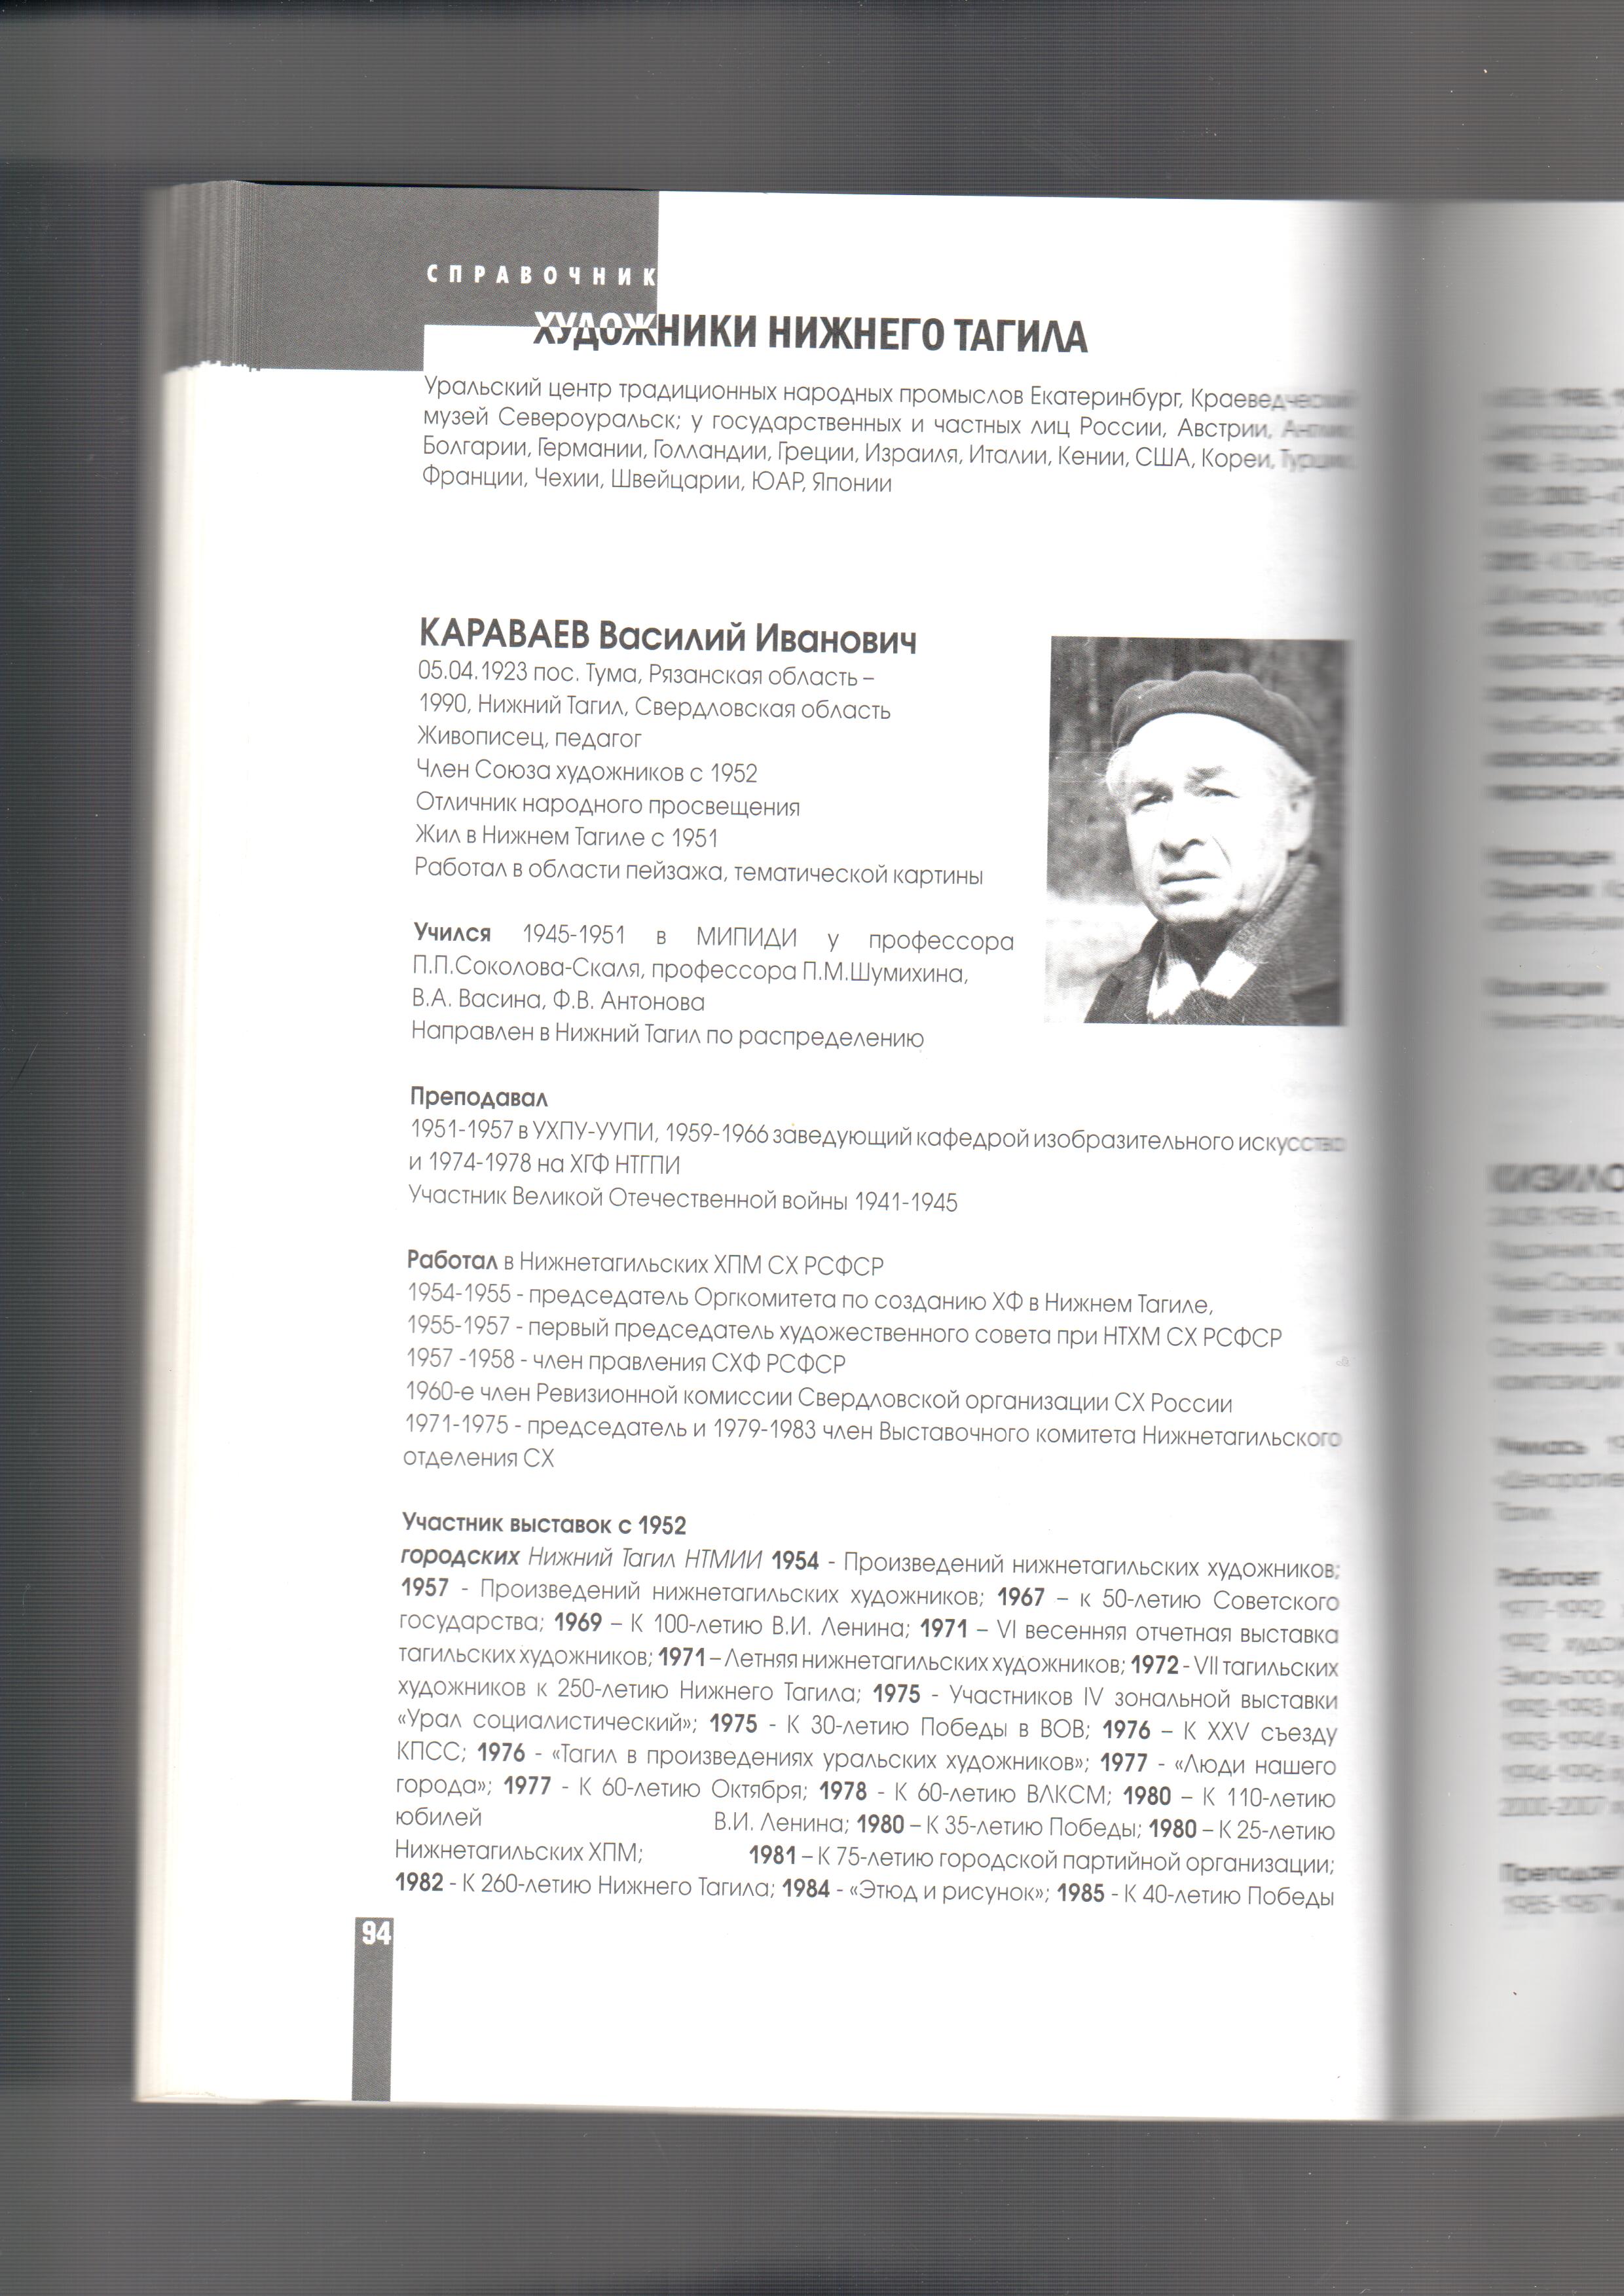 СПРАВОЧНИК
ХУДОЖНИКИ НИЖНЕГО ТАГИЛА
Уральский центр традиционных народных промыслов Екатеринбург, Краеведческий
музей Североуральск; у государственных и частных лиц России, Австрии, Англии,
Болгарии, Германии, Голландии, Греции, Израиля, Италии, Кении, США, Кореи, Турции,
Франции, Чехии, Швейцарии, ЮАР, Японии
КАРАВАЕВ Василий Иванович
05.04.1923 пос. Тума, Рязанская область –
1990, Нижний Тагил, Свердловская область
Живописец, педагог
Член Союза художников с 1952
Отличник народного просвещения
Жил в Нижнем Тагиле с 1951
Работал в области пейзажа, тематической картины
Учился 1945-1951 в МИПИДИ у профессора
П.П.Соколова-Скаля, профессора П.М.Шумихина,
В.А. Васина, Ф.В. Антонова
Направлен в Нижний Тагил по распределению
Преподавал
1951-1957 в УХПУ-УУПИ, 1959-1966 заведующий кафедрой изобразительного искусства
и 1974-1978 на ХГФ НТГПИ
Участник Великой Отечественной войны 1941-1945
Работал в Нижнетагильских ХПМ СХ РСФСР
1954-1955 - председатель Оргкомитета по созданию ХФ в Нижнем Тагиле,
1955-1957 - первый председатель художественного совета при НТХМ СХ РСФСР
1957 -1958 - член правления СХФ РСФСР
1960-е член Ревизионной комиссии Свердловской организации СХ России
1971-1975 - председатель и 1979-1983 член Выставочного комитета Нижнетагильского
отделения СХ
Участник выставок с 1952
городских Нижний Тагил НТМИИ 1954 - Произведений нижнетагильских художников;
1957 - Произведений нижнетагильских художников; 1967 – к 50-летию Советского
государства; 1969 – К 100-летию В.И. Ленина; 1971 – VI весенняя отчетная выставка
тагильских художников; 1971 – Летняя нижнетагильских художников; 1972 - VII тагильских
художников к 250-летию Нижнего Тагила; 1975 - Участников IV зональной выставки
«Урал социалистический»; 1975 - К 30-летию Победы в ВОВ; 1976 – К XXV съезду
КПСС; 1976 - «Тагил в произведениях уральских художников»; 1977 - «Люди нашего
города»; 1977 - К 60-летию Октября; 1978 - К 60-летию ВЛКСМ; 1980 – К 110-летию
юбилей В.И. Ленина; 1980 – К 35-летию Победы; 1980 – К 25-летию
Нижнетагильских ХПМ; 1981 – К 75-летию городской партийной организации;
1982 - К 260-летию Нижнего Тагила; 1984 - «Этюд и рисунок»; 1985 - К 40-летию Победы
94